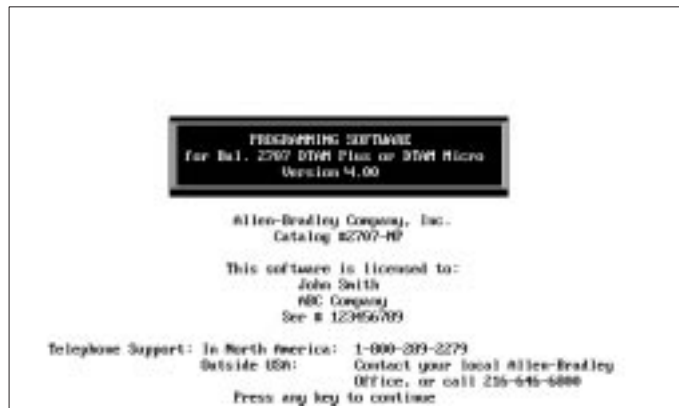 PROGRAMMING SOFTWARE
for Bul. 2707 DTAM Plus or DTAM Micro
Version 4.00
Allen-Bradley Company, Inc.
Catalog #2707-NP
This software is licensed to:
John Smith
ABC Company
Ser # 123456789
Telephone Support: In North America: 1-800-289-2279
Outside USA: Contact your local Allen-Bradley
Office, or call 216-646-6800
Press any key to continue